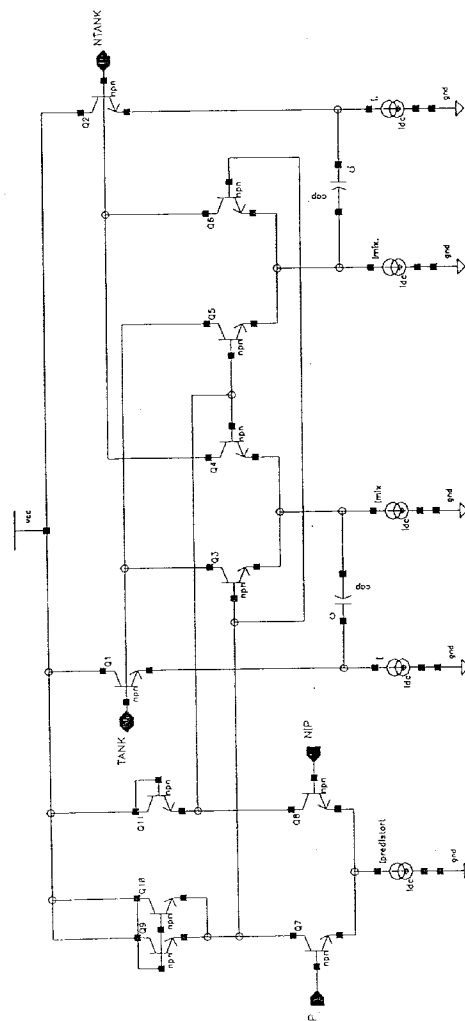 vcc
NTANK
Q2
npn
TANK
Q1
npn
Q6
npn
Q5
npn
Q4
npn
Q3
npn
Q11
npn
Q9
npn
Q10
npn
NIP
Q8
npn
P
Q7
npn
C
cap
C
cap
I
Idc
gnd
Imix
Idc
gnd
Imix
Idc
gnd
I
Idc
gnd
Ipredistort
Idc
gnd